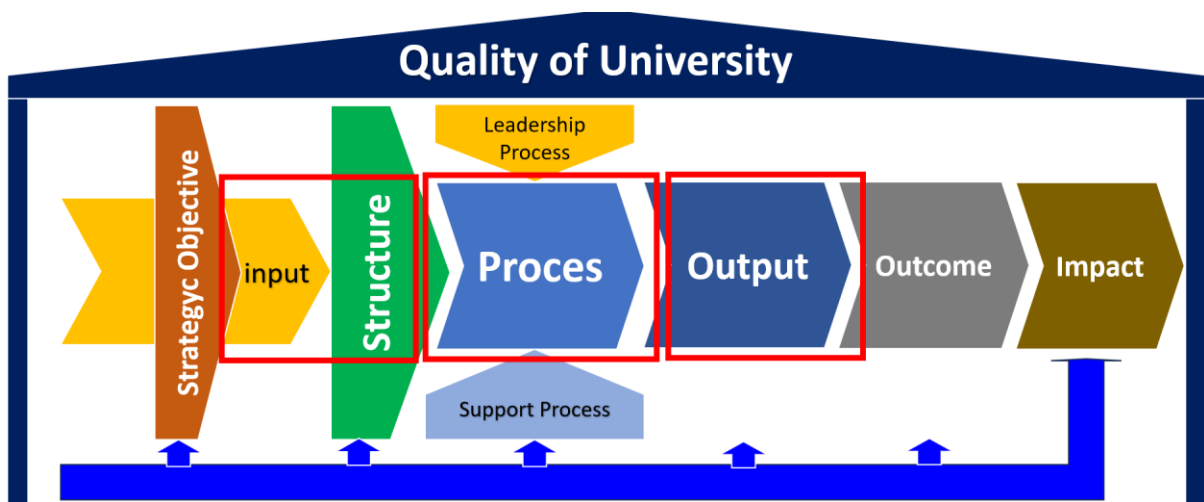 Quality of University
Strategyc Objective
input
Structure
Leadership
Process
Proces
Support Process
Output
Outcome
Impact